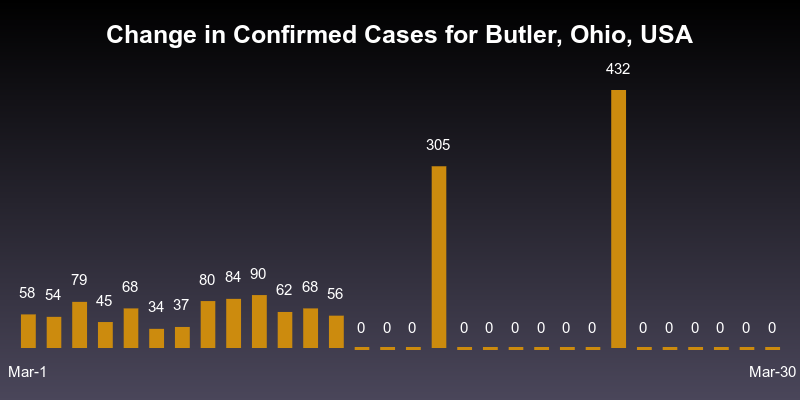 Change in Confirmed Cases for Butler, Ohio, USA
432
305
58 54 79 45 68 34 37 80 84 90 62 68 56 0 0 0 0 0 0 0 0 0 0 0 0 0 0 0
Mar-1 Mar-30